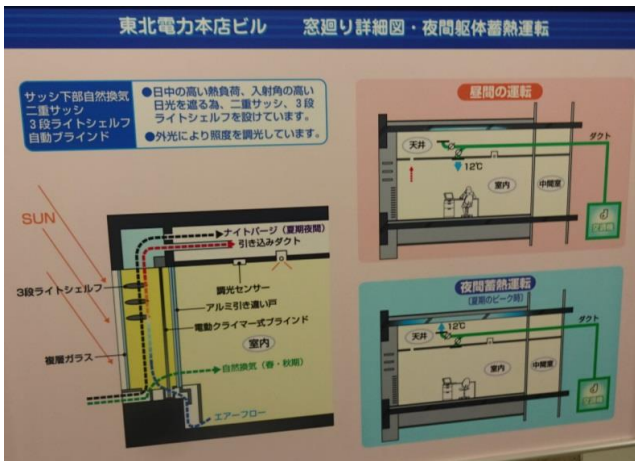 東北電力本店ビル　窓廻り詳細図・夜間躯体蓄熱運転
サッシ下部自然換気
二重サッシ
3段ライトシェルフ
自動ブラインド
●日中の高い熱負荷、入射角の高い
日光を遮る為、二重サッシ、3段
ライトシェルフを設けています。
●外光により照度を調光しています。
SUN
ナイトパージ（夏期夜間）
引き込みダクト
3段ライトシェルフ
調光センサー
アルミ引き違い戸
電動クライマー式ブラインド
室内
複層ガラス
自然換気（春・秋期）
エアーフロー
昼間の運転
ダクト
天井
12℃
室内
中間室
夜間蓄熱運転
（夏期のピーク時）
ダクト
天井
12℃
室内
中間室